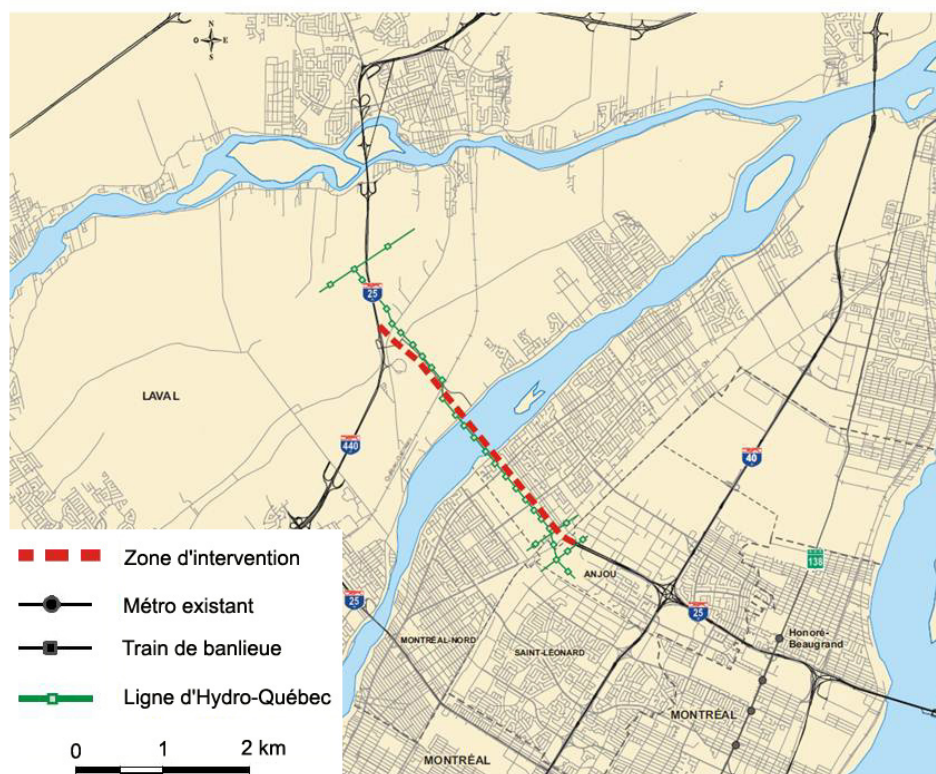 N
O E
S
25
LAVAL
440
40
138
ANJOU
25
25
Honoré-
Beaugrand
MONTRÉAL-NORD
SAINT-LÉONARD
MONTRÉAL
MONTRÉAL
Zone d'intervention
Métro existant
Train de banlieue
Ligne d'Hydro-Québec
0 1 2 km